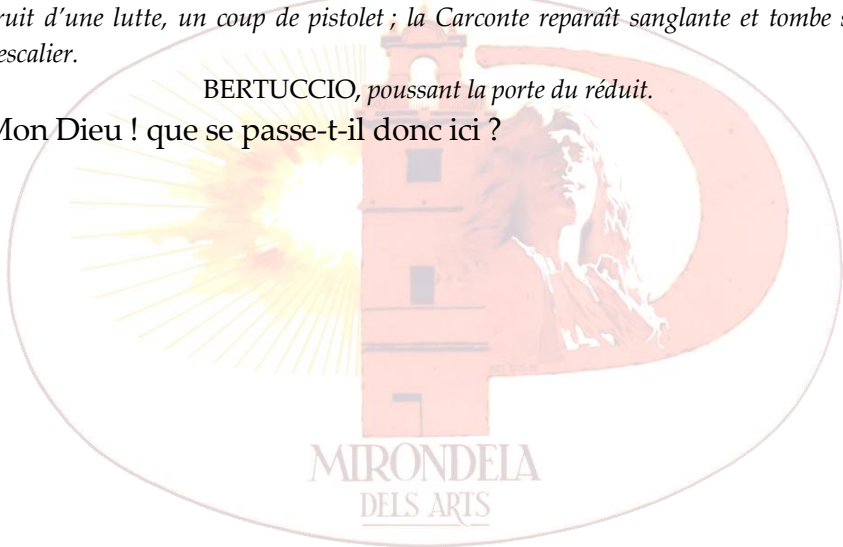 ruit d’une lutte, un coup de pistolet ; la Carconte reparaît sanglante et tombe s
escalier.
BERTUCCIO, poussant la porte du réduit.
Mon Dieu ! que se passe-t-il donc ici ?
MIRONDELA
DELS ARTS